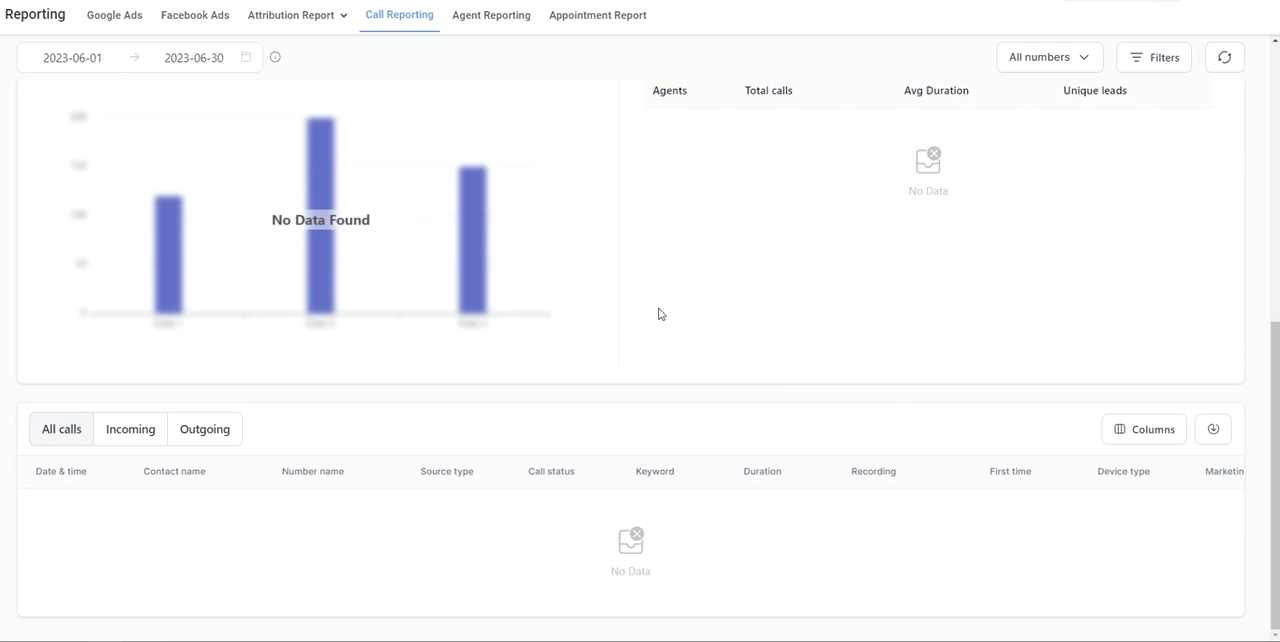 Reporting Google Ads Facebook Ads Attribution Report Call Reporting Agent Reporting Appointment Report
2023-06-01 → 2023-06-30 All numbers Filters
Agents Total calls Avg Duration Unique leads
No Data
No Data Found
All calls Incoming Outgoing Columns
Date & time Contact name Number name Source type Call status Keyword Duration Recording First time Device type Marketin
No Data